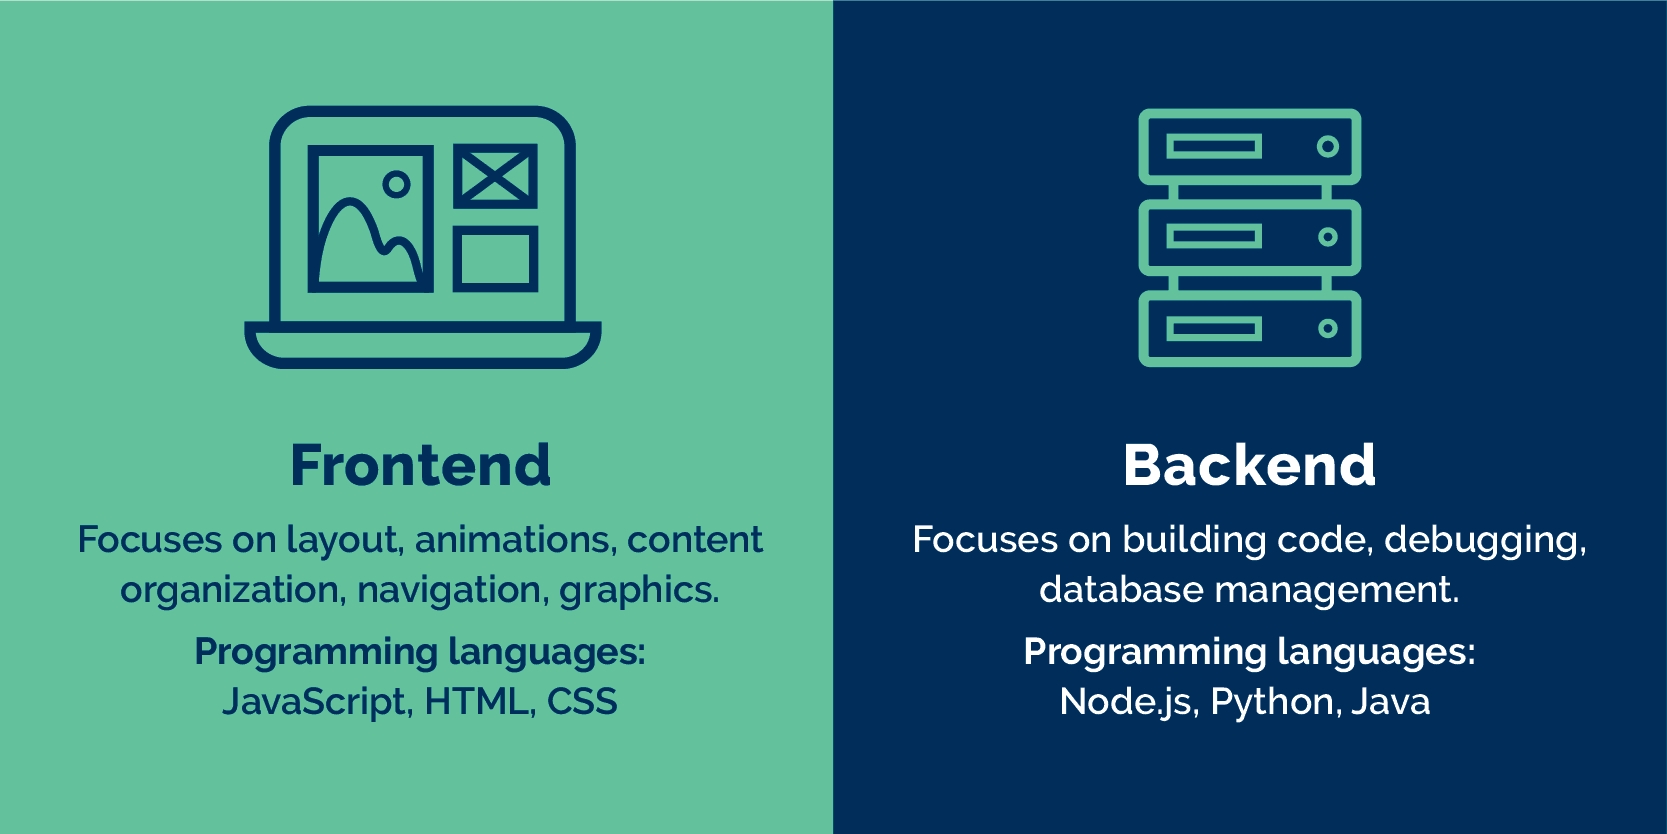 Frontend
Focuses on layout, animations, content
organization, navigation, graphics.
Programming languages:
JavaScript, HTML, CSS
Backend
Focuses on building code, debugging,
database management.
Programming languages:
Node.js, Python, Java